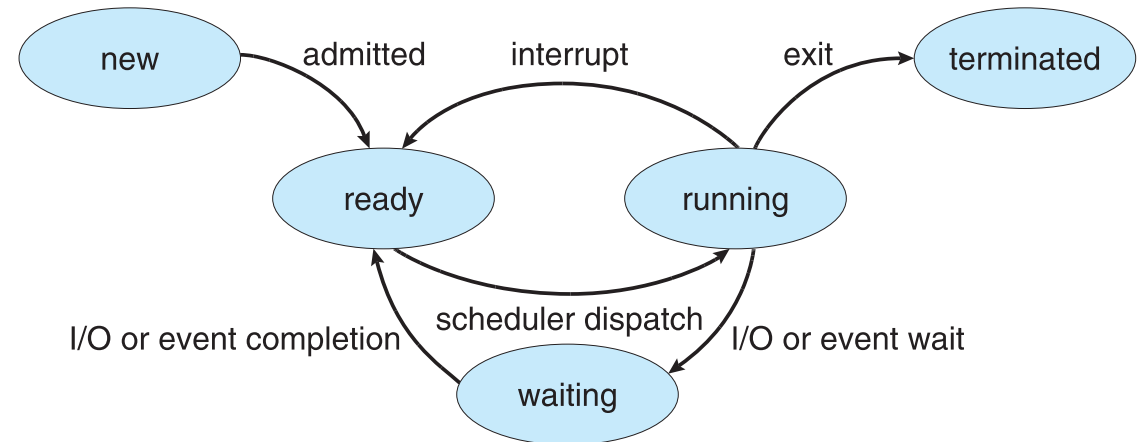 new
admitted
interrupt
exit
terminated
ready
running
scheduler dispatch
I/O or event completion
I/O or event wait
waiting